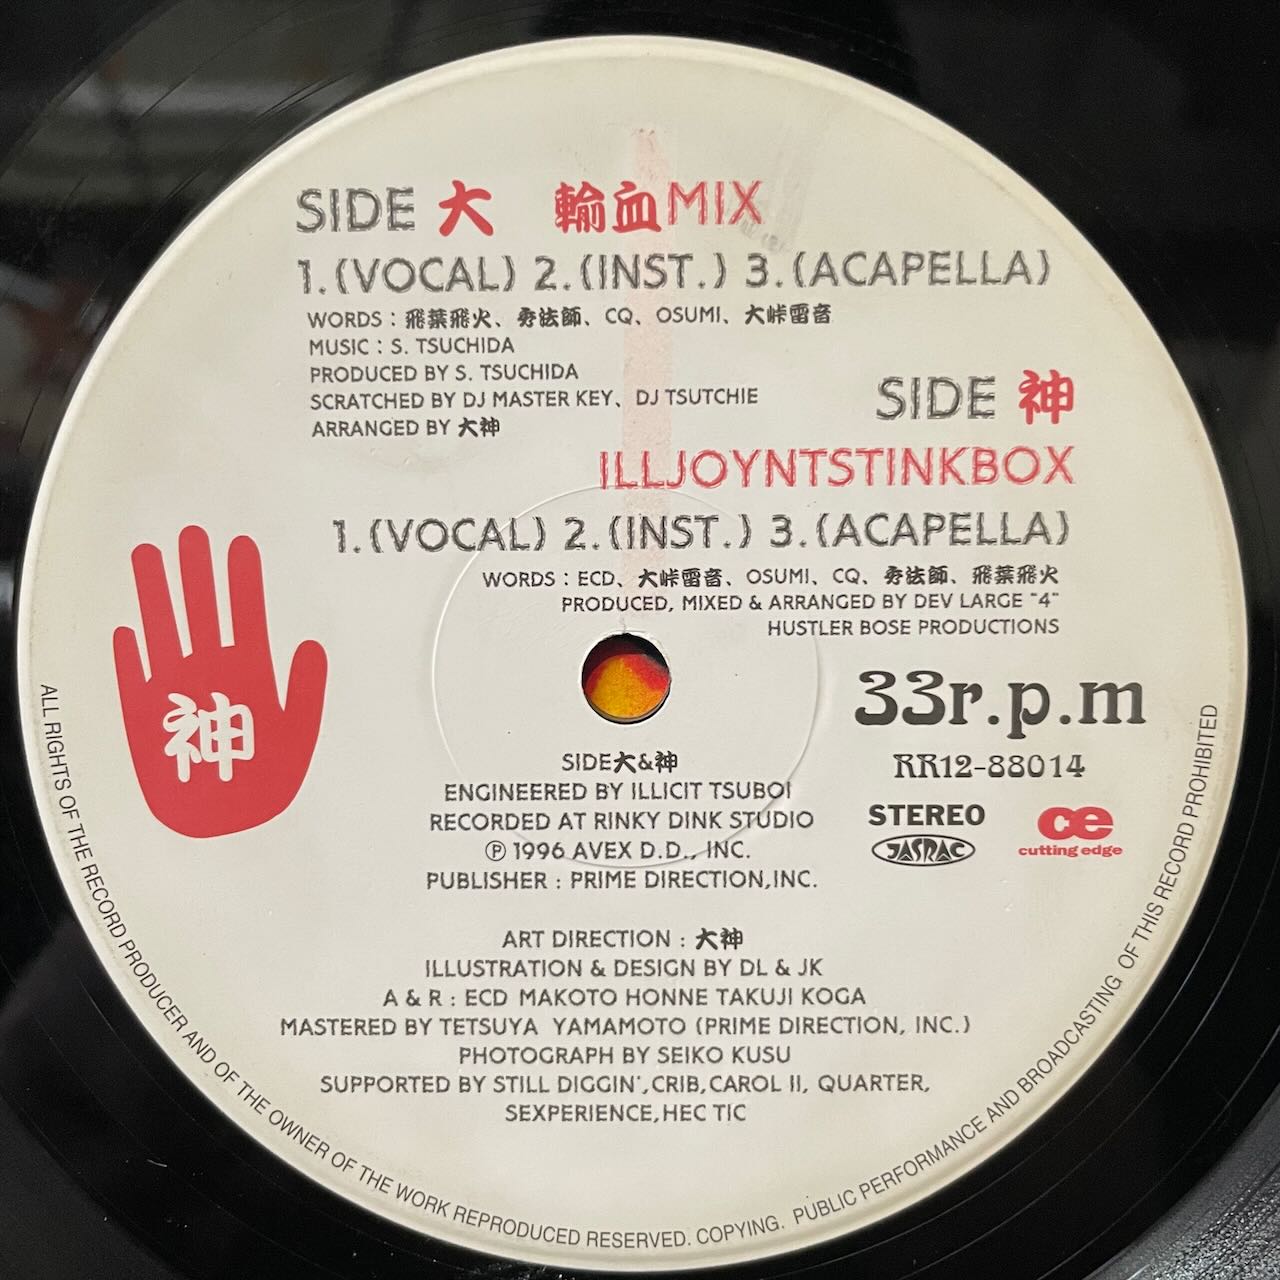 SIDE 大 輸血MIX
1.(VOCAL) 2.(INST.) 3.(ACAPELLA)
WORDS : 飛葉飛火、秀法師、CQ、OSUMI、大峠雷音
MUSIC : S. TSUCHIDA
PRODUCED BY S. TSUCHIDA
SCRATCHED BY DJ MASTER KEY、DJ TSUTCHIE
ARRANGED BY 大神
SIDE 神
ILLJOYNTSTINKBOX
1.(VOCAL) 2.(INST.) 3.(ACAPELLA)
WORDS : ECD、大峠雷音、OSUMI、CQ、秀法師、飛葉飛火
PRODUCED, MIXED & ARRANGED BY DEV LARGE "4"
HUSTLER BOSE PRODUCTIONS
神
33r.p.m
RR12-88014
STEREO
JASRAC
ce
cutting edge
SIDE大&神
ENGINEERED BY ILLICIT TSUBOI
RECORDED AT RINKY DINK STUDIO
Ⓟ 1996 AVEX D.D., INC.
PUBLISHER : PRIME DIRECTION,INC.
ART DIRECTION : 大神
ILLUSTRATION & DESIGN BY DL & JK
A & R : ECD MAKOTO HONNE TAKUJI KOGA
MASTERED BY TETSUYA YAMAMOTO (PRIME DIRECTION, INC.)
PHOTOGRAPH BY SEIKO KUSU
SUPPORTED BY STILL DIGGIN',CRIB,CAROL II, QUARTER,
SEXPERIENCE,HEC TIC
ALL RIGHTS OF THE RECORD PRODUCER AND OF THE OWNER OF THE WORK REPRODUCED RESERVED. COPYING. PUBLIC PERFORMANCE AND BROADCASTING OF THIS RECORD PROHIBITED